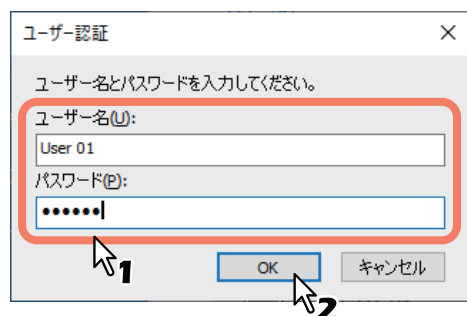 ユーザー認証
ユーザー名とパスワードを入力してください。
ユーザー名(U):
User 01
パスワード(P):
••••••
1
OK
キャンセル
2